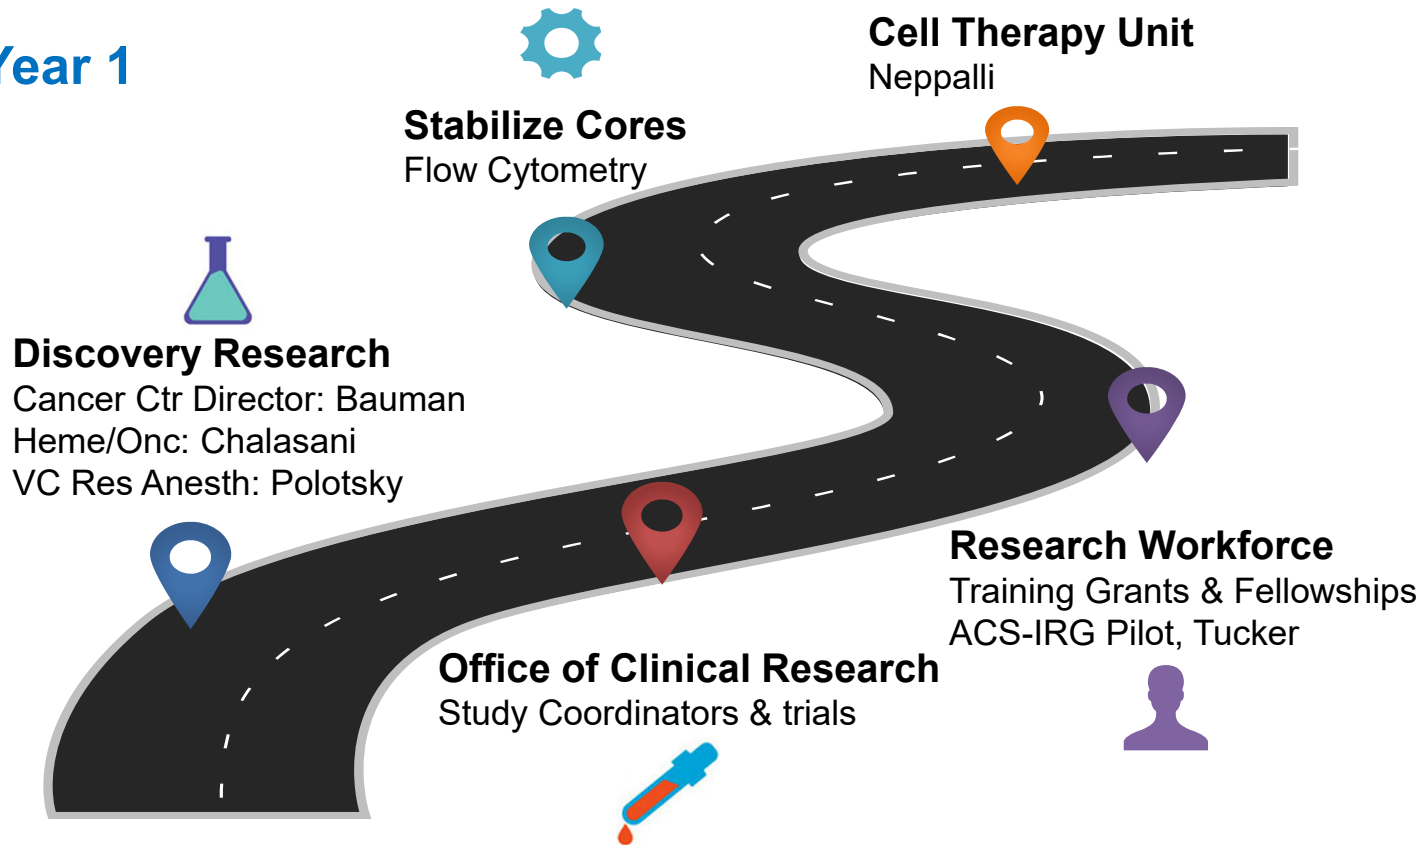 Year 1
Cell Therapy Unit
Neppalli
Stabilize Cores
Flow Cytometry
Discovery Research
Cancer Ctr Director: Bauman
Heme/Onc: Chalasani
VC Res Anesth: Polotsky
Research Workforce
Training Grants & Fellowships
ACS-IRG Pilot, Tucker
Office of Clinical Research
Study Coordinators & trials